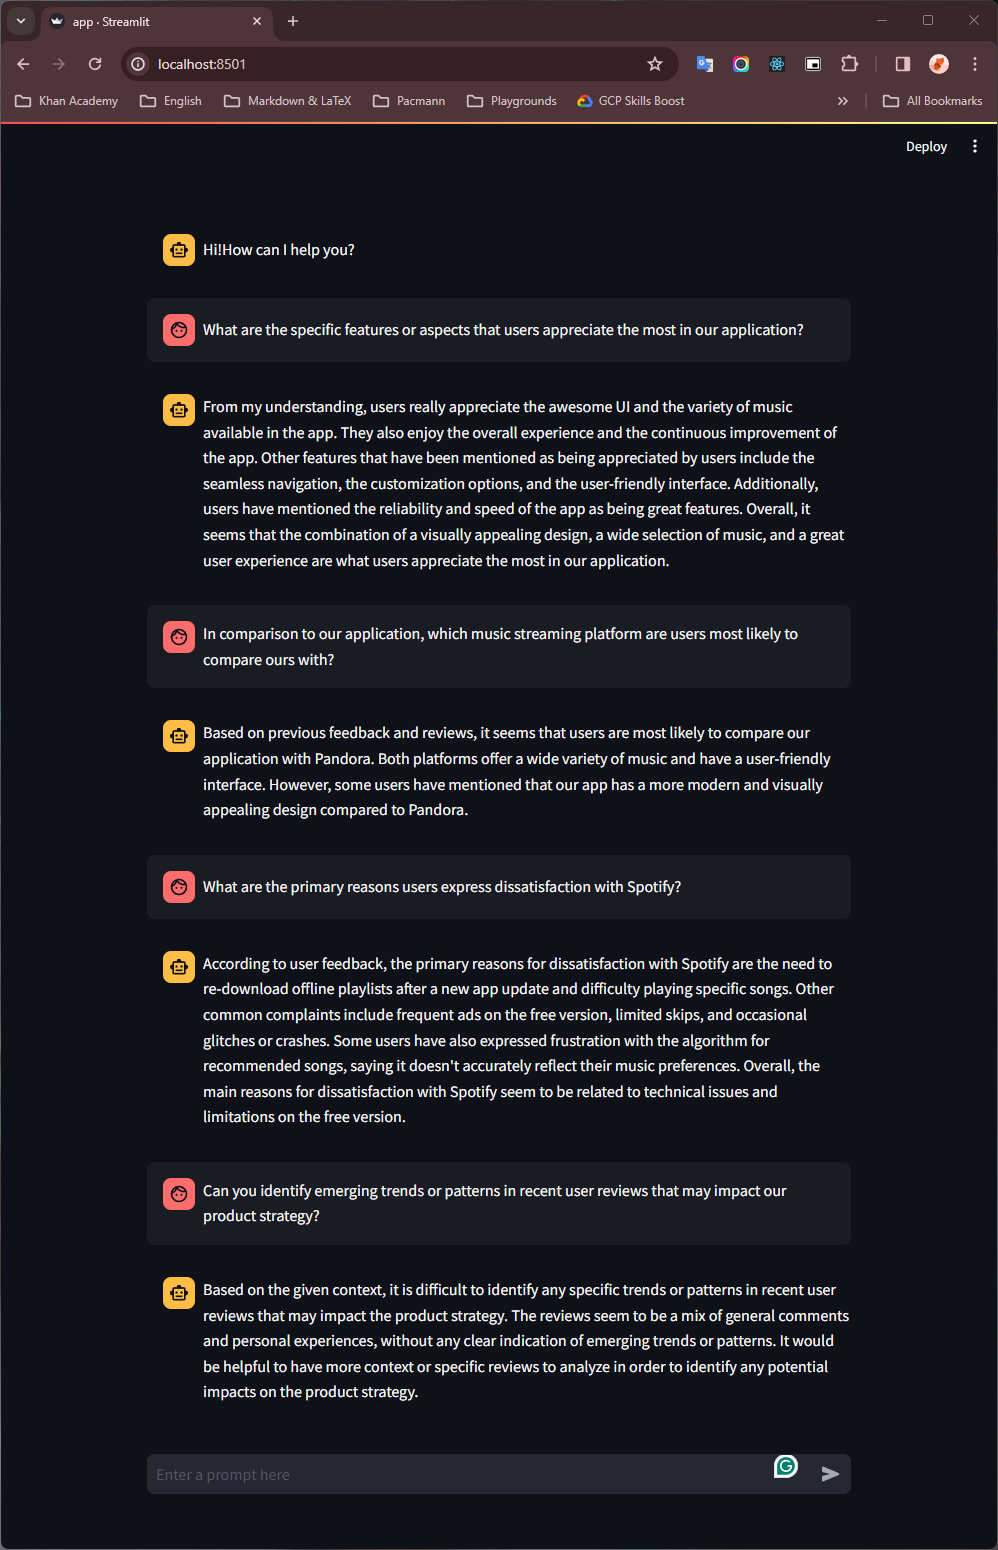 app · Streamlit
localhost:8501
Khan Academy
English
Markdown & LaTeX
Pacmann
Playgrounds
GCP Skills Boost
All Bookmarks
Deploy
Hi!How can I help you?
What are the specific features or aspects that users appreciate the most in our application?
From my understanding, users really appreciate the awesome UI and the variety of music
available in the app. They also enjoy the overall experience and the continuous improvement of
the app. Other features that have been mentioned as being appreciated by users include the
seamless navigation, the customization options, and the user-friendly interface. Additionally,
users have mentioned the reliability and speed of the app as being great features. Overall, it
seems that the combination of a visually appealing design, a wide selection of music, and a great
user experience are what users appreciate the most in our application.
In comparison to our application, which music streaming platform are users most likely to
compare ours with?
Based on previous feedback and reviews, it seems that users are most likely to compare our
application with Pandora. Both platforms offer a wide variety of music and have a user-friendly
interface. However, some users have mentioned that our app has a more modern and visually
appealing design compared to Pandora.
What are the primary reasons users express dissatisfaction with Spotify?
According to user feedback, the primary reasons for dissatisfaction with Spotify are the need to
re-download offline playlists after a new app update and difficulty playing specific songs. Other
common complaints include frequent ads on the free version, limited skips, and occasional
glitches or crashes. Some users have also expressed frustration with the algorithm for
recommended songs, saying it doesn't accurately reflect their music preferences. Overall, the
main reasons for dissatisfaction with Spotify seem to be related to technical issues and
limitations on the free version.
Can you identify emerging trends or patterns in recent user reviews that may impact our
product strategy?
Based on the given context, it is difficult to identify any specific trends or patterns in recent user
reviews that may impact the product strategy. The reviews seem to be a mix of general comments
and personal experiences, without any clear indication of emerging trends or patterns. It would
be helpful to have more context or specific reviews to analyze in order to identify any potential
impacts on the product strategy.
Enter a prompt here